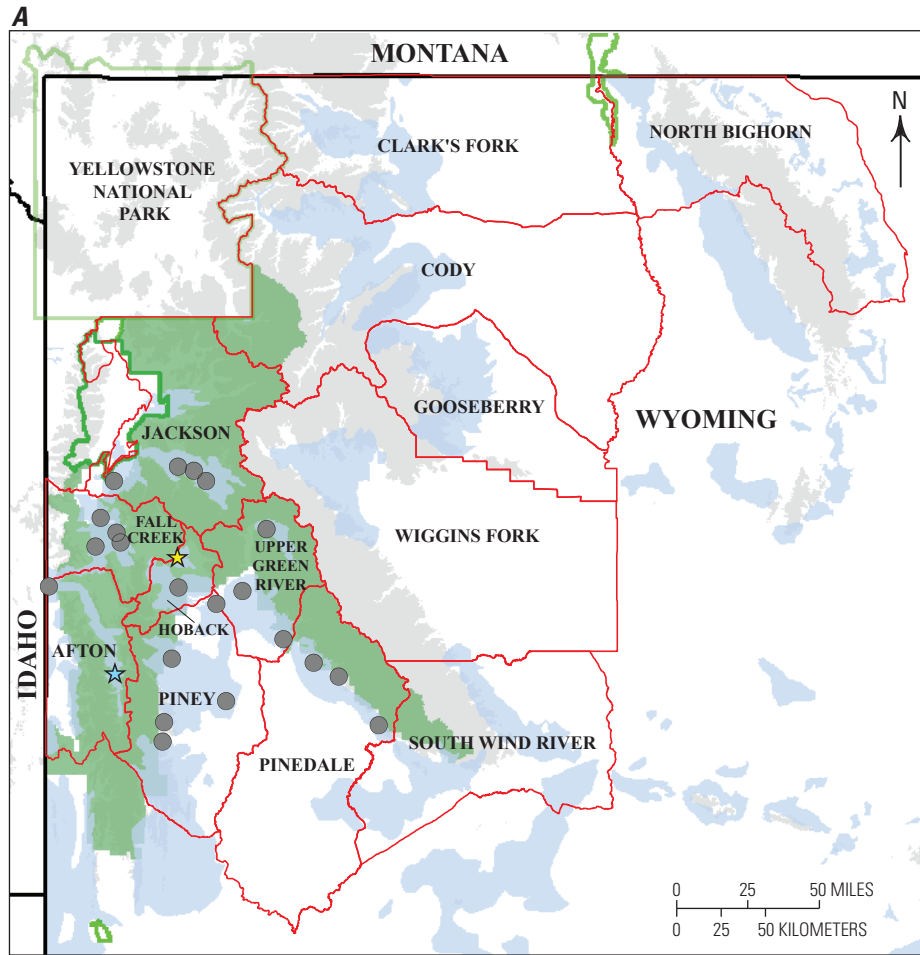 A
MONTANA
N
NORTH BIGHORN
CLARK'S FORK
YELLOWSTONE
NATIONAL
PARK
CODY
GOOSEBERRY
WYOMING
JACKSON
FALL
CREEK
WIGGINS FORK
UPPER
GREEN
RIVER
HOBACK
AFTON
IDAHO
PINEY
SOUTH WIND RIVER
PINEDALE
0 25 50 MILES
0 25 50 KILOMETERS